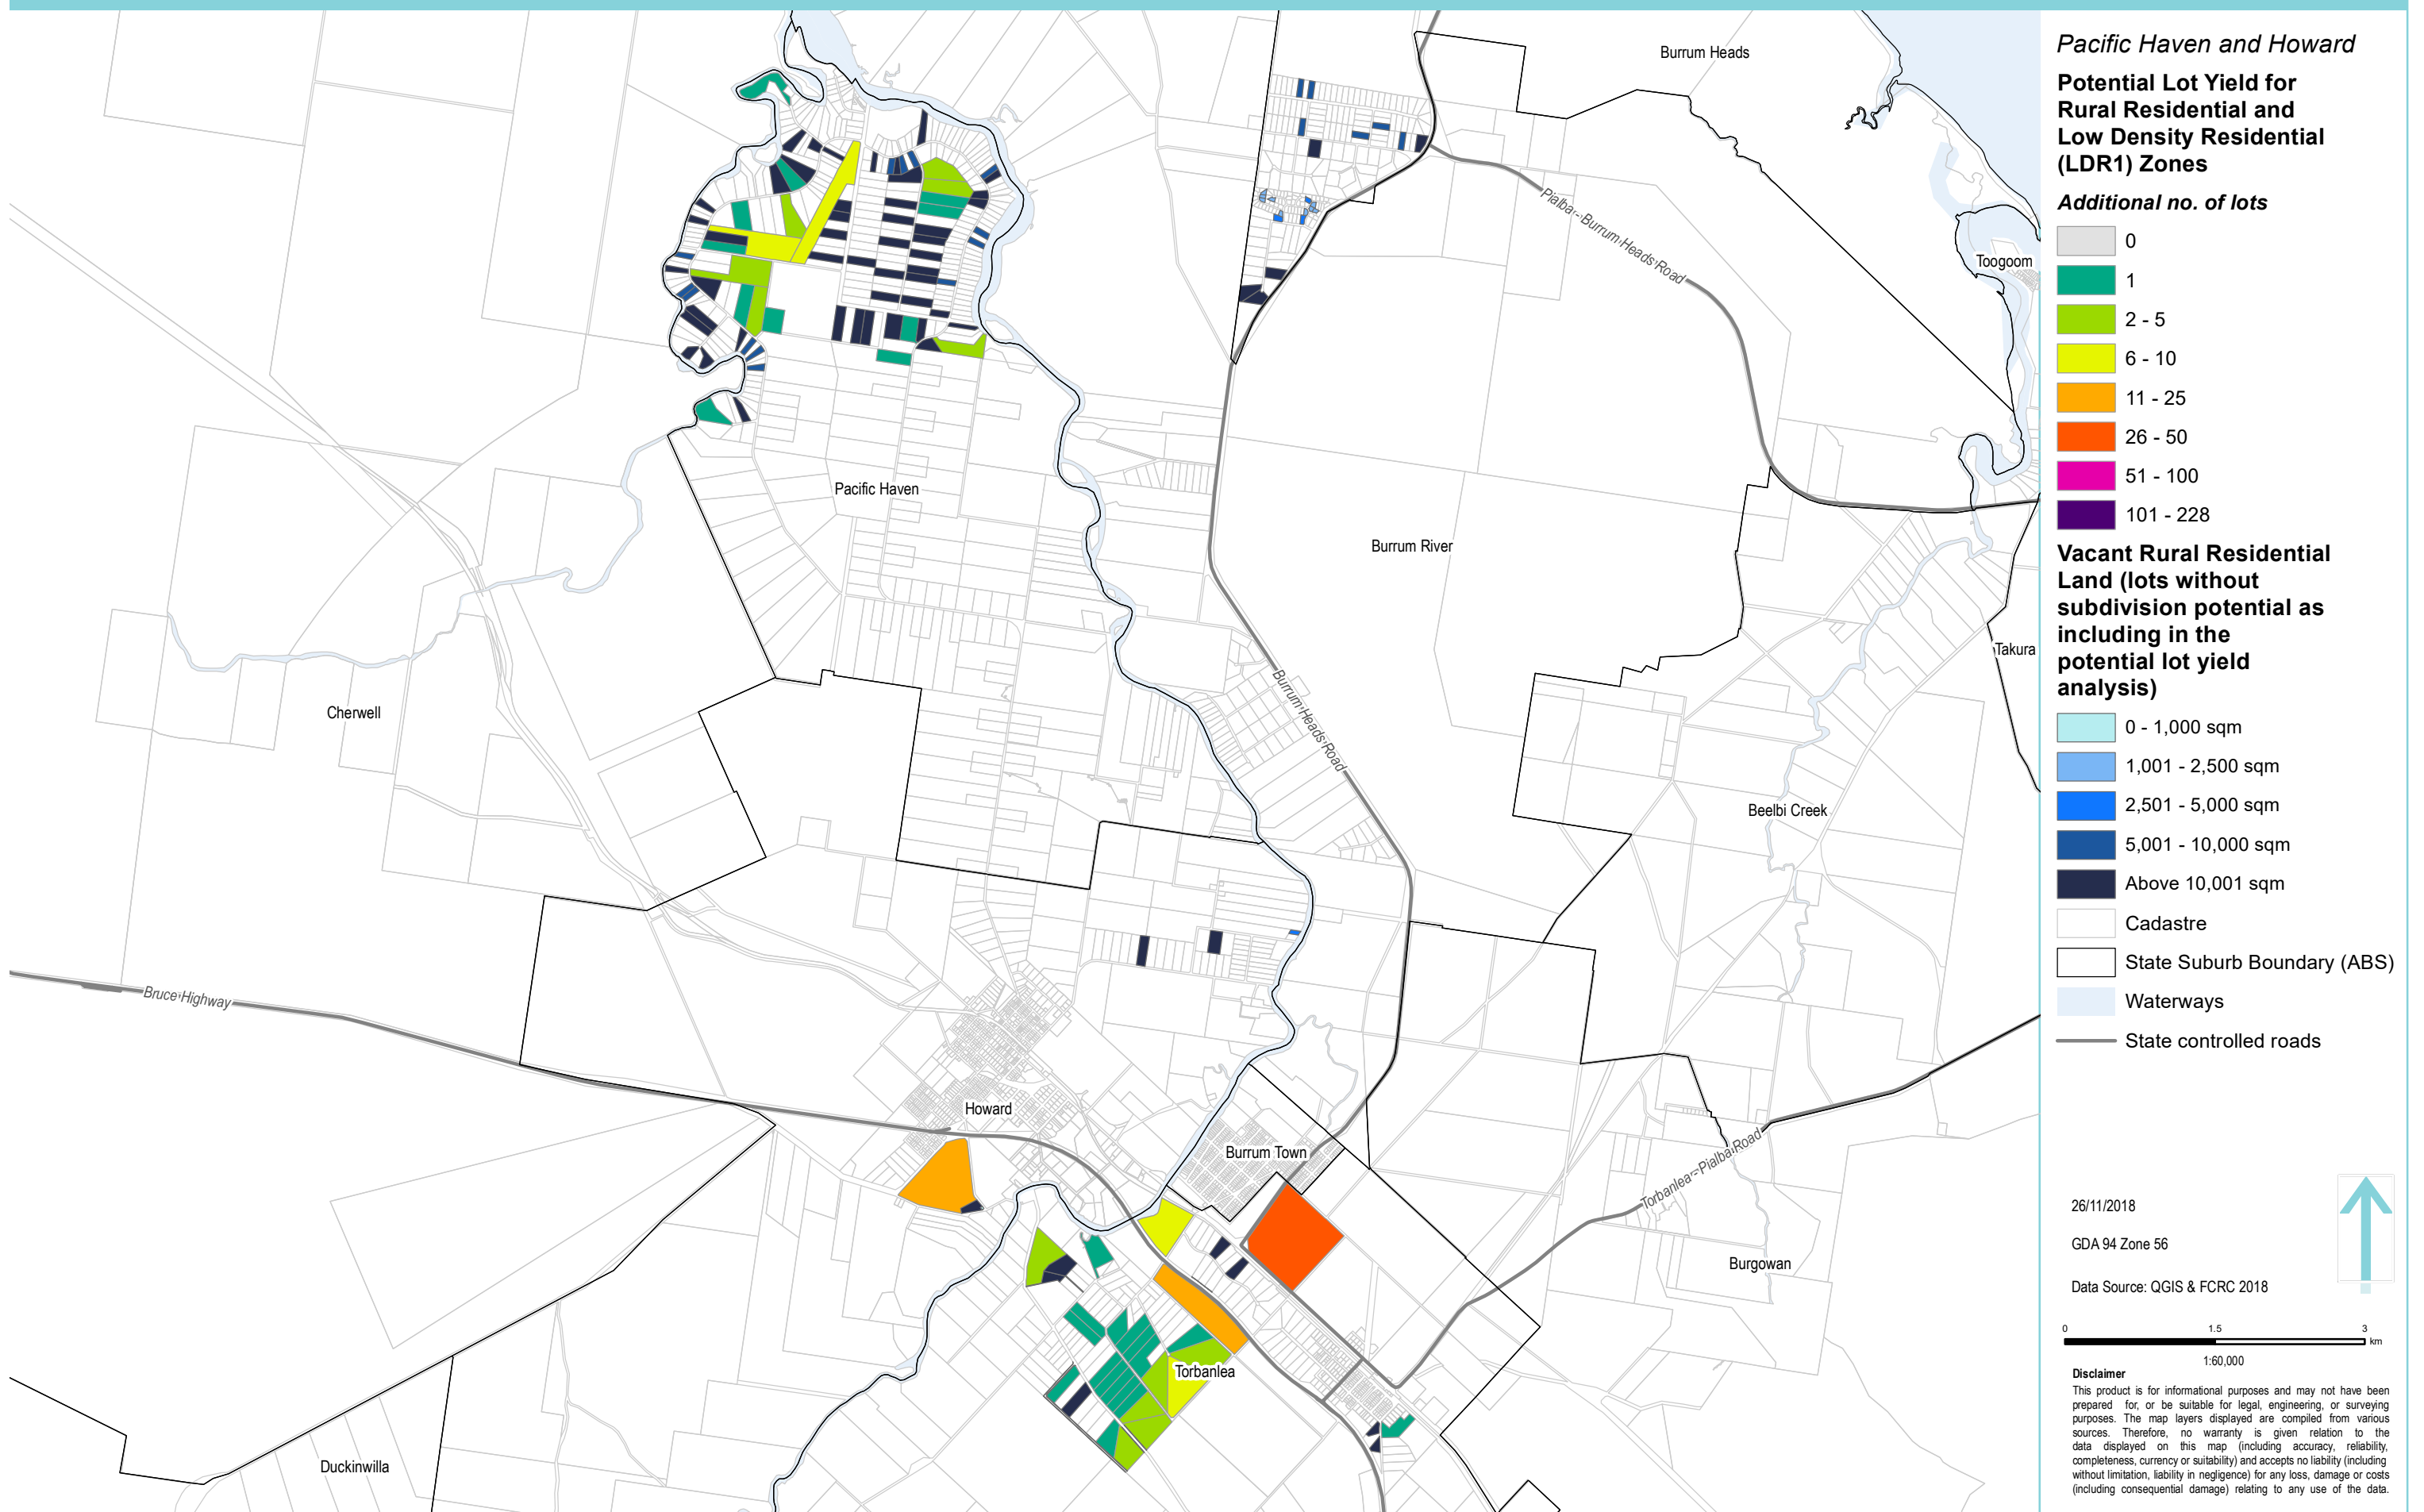 Pacific Haven and Howard
Potential Lot Yield for
Rural Residential and
Low Density Residential
(LDR1) Zones
Additional no. of lots
0
1
2 - 5
6 - 10
11 - 25
26 - 50
51 - 100
101 - 228
Vacant Rural Residential
Land (lots without
subdivision potential as
including in the
potential lot yield
analysis)
0 - 1,000 sqm
1,001 - 2,500 sqm
2,501 - 5,000 sqm
5,001 - 10,000 sqm
Above 10,001 sqm
Cadastre
State Suburb Boundary (ABS)
Waterways
State controlled roads
26/11/2018
GDA 94 Zone 56
Data Source: QGIS & FCRC 2018
0 1.5 3
km
1:60,000
Disclaimer
This product is for informational purposes and may not have been
prepared for, or be suitable for legal, engineering, or surveying
purposes. The map layers displayed are compiled from various
sources. Therefore, no warranty is given relation to the
data displayed on this map (including accuracy, reliability,
completeness, currency or suitability) and accepts no liability (including
without limitation, liability in negligence) for any loss, damage or costs
(including consequential damage) relating to any use of the data.
Burrum Heads
Pialba - Burrum Heads Road
Toogoom
Pacific Haven
Burrum River
Takura
Cherwell
Burrum Heads Road
Beelbi Creek
Bruce Highway
Howard
Burrum Town
Torbanlea - Pialba Road
Burgowan
Torbanlea
Duckinwilla